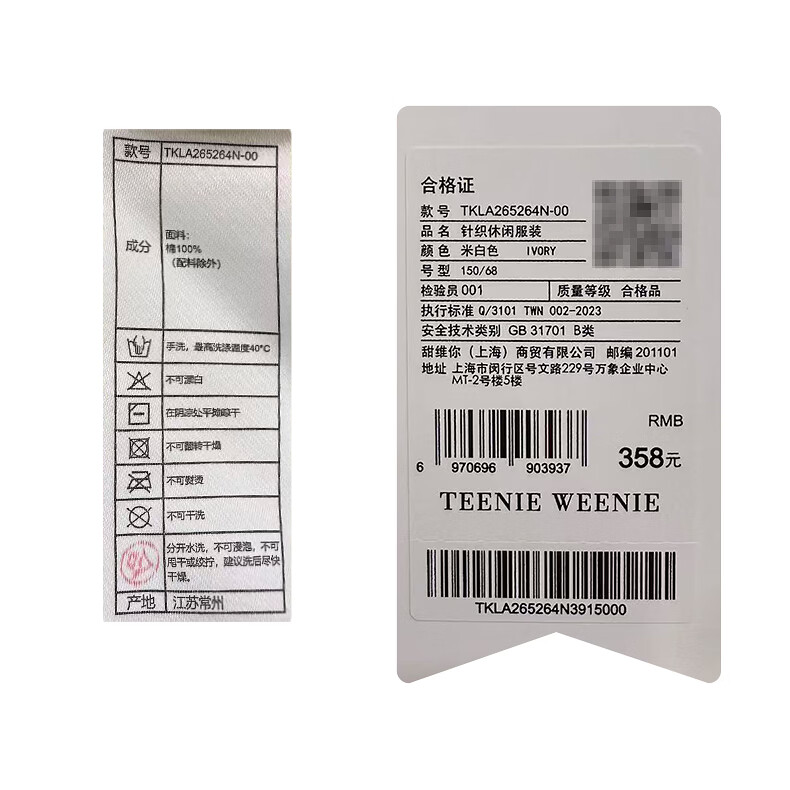 款号 TKLA265264N-00
成分
面料：
棉100%
（配料除外）
手洗，最高洗涤温度40°C
不可漂白
在阴凉处平摊晾干
不可翻转干燥
不可熨烫
不可干洗
分开水洗，不可浸泡，不可
甩干或绞拧，建议洗后尽快
干燥。
产地 江苏常州
合格证
款号 TKLA265264N-00
品名 针织休闲服装
颜色 米白色 IVORY
号型 150/68
检验员 001 质量等级 合格品
执行标准 Q/3101 TWN 002-2023
安全技术类别 GB 31701 B类
甜维你（上海）商贸有限公司 邮编 201101
地址 上海市闵行区号文路229号万象企业中心
MT-2号楼5楼
RMB
358元
6 970696 903937
TEENIE WEENIE
TKLA265264N3915000